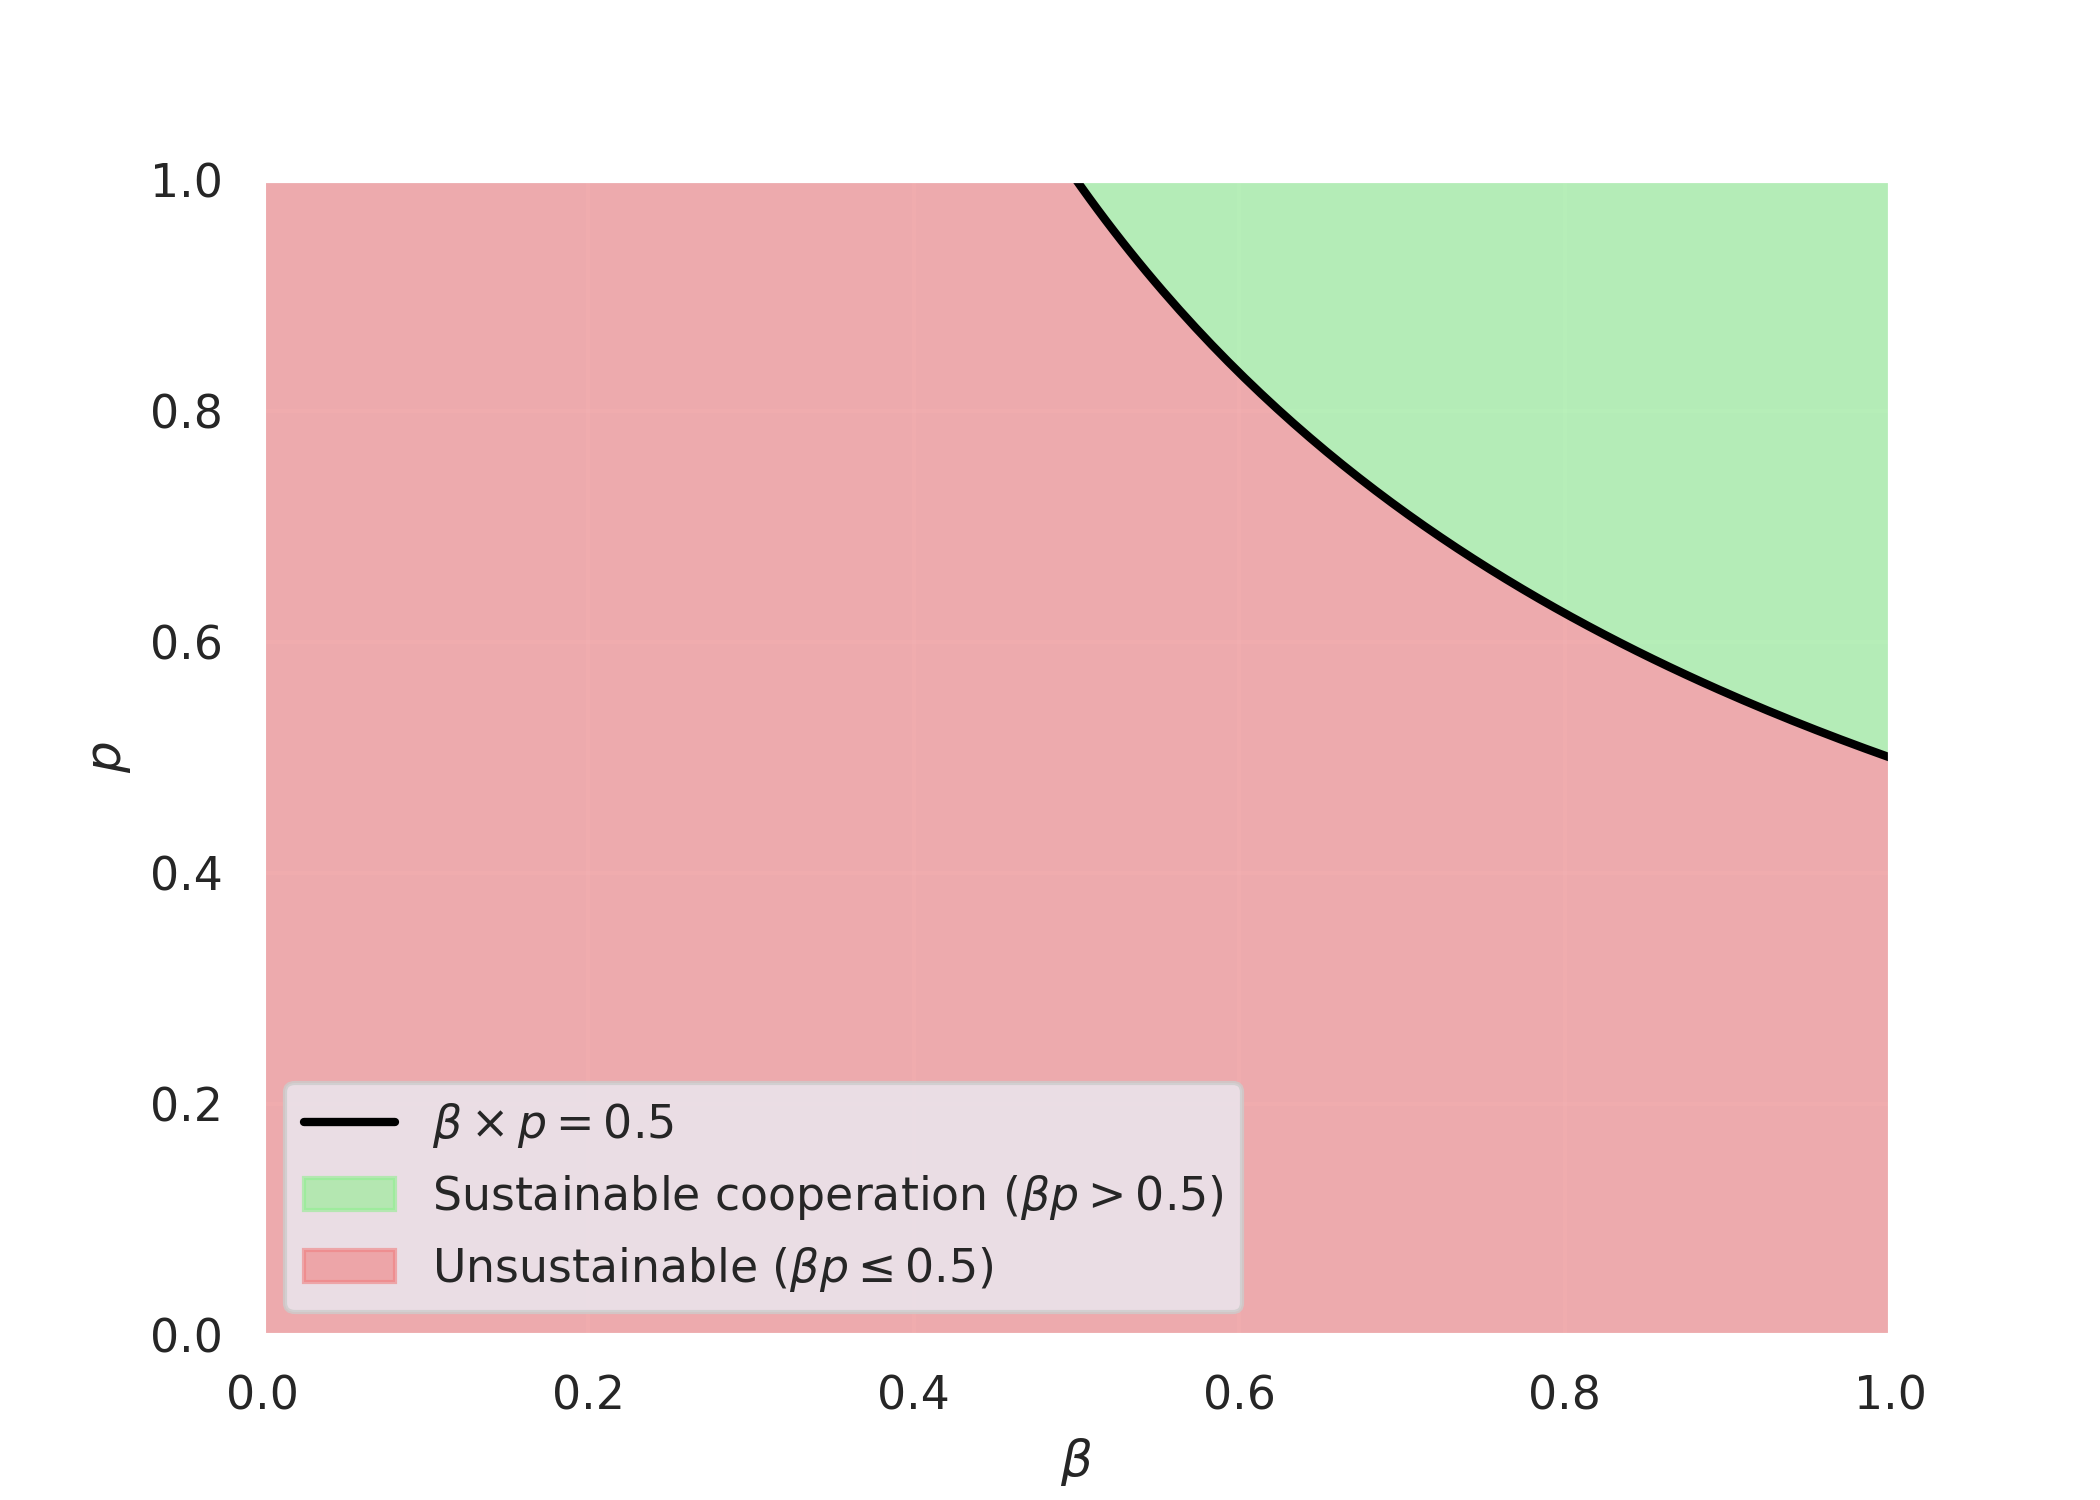 1.0
0.8
0.6
0.4
0.2
0.0
p
β × p = 0.5
Sustainable cooperation (βp > 0.5)
Unsustainable (βp ≤ 0.5)
0.0 0.2 0.4 0.6 0.8 1.0
β